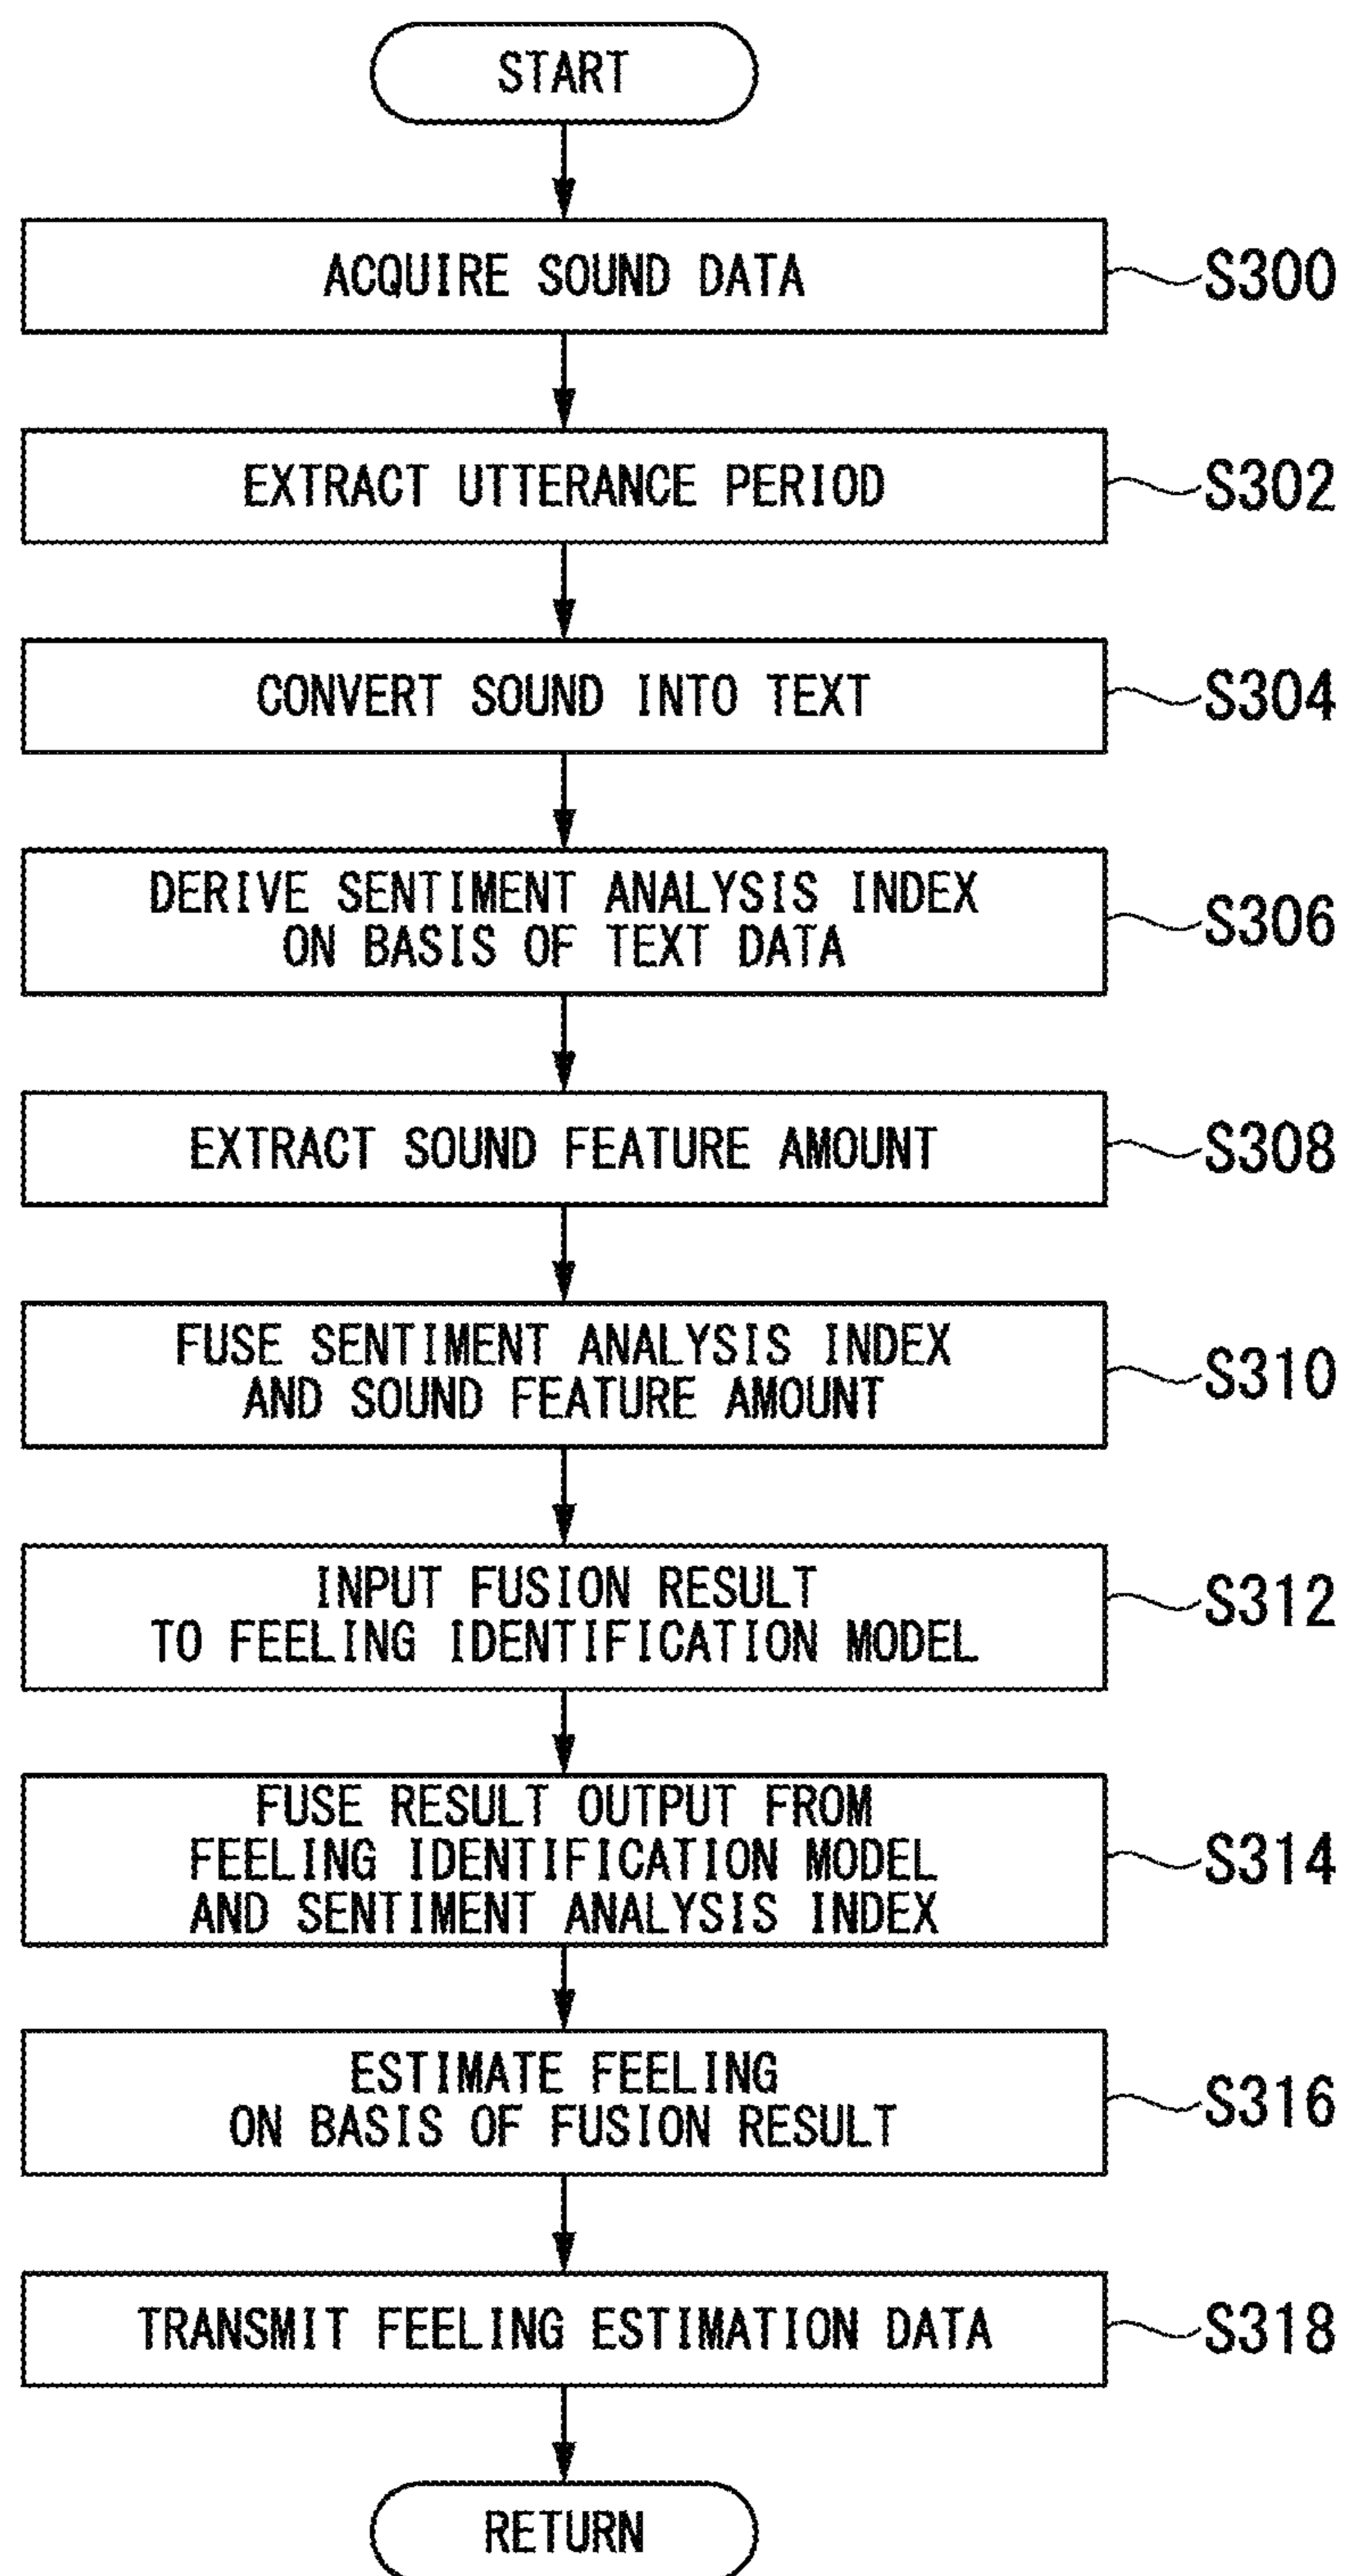 START
ACQUIRE SOUND DATA
S300
EXTRACT UTTERANCE PERIOD
S302
CONVERT SOUND INTO TEXT
S304
DERIVE SENTIMENT ANALYSIS INDEX
ON BASIS OF TEXT DATA
S306
EXTRACT SOUND FEATURE AMOUNT
S308
FUSE SENTIMENT ANALYSIS INDEX
AND SOUND FEATURE AMOUNT
S310
INPUT FUSION RESULT
TO FEELING IDENTIFICATION MODEL
S312
FUSE RESULT OUTPUT FROM
FEELING IDENTIFICATION MODEL
AND SENTIMENT ANALYSIS INDEX
S314
ESTIMATE FEELING
ON BASIS OF FUSION RESULT
S316
TRANSMIT FEELING ESTIMATION DATA
S318
RETURN